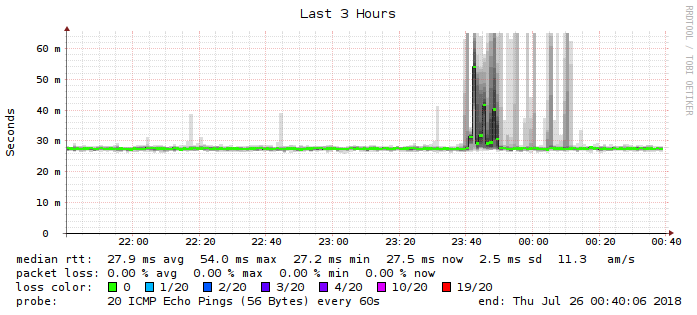 Last 3 Hours
RRDTOOL / TOBI OETIKER
Seconds
60 m
50 m
40 m
30 m
20 m
10 m
0
22:00 22:20 22:40 23:00 23:20 23:40 00:00 00:20 00:40
median rtt: 27.9 ms avg 54.0 ms max 27.2 ms min 27.5 ms now 2.5 ms sd 11.3 am/s
packet loss: 0.00 % avg 0.00 % max 0.00 % min 0.00 % now
loss color: 0 1/20 2/20 3/20 4/20 10/20 19/20
probe: 20 ICMP Echo Pings (56 Bytes) every 60s end: Thu Jul 26 00:40:06 2018